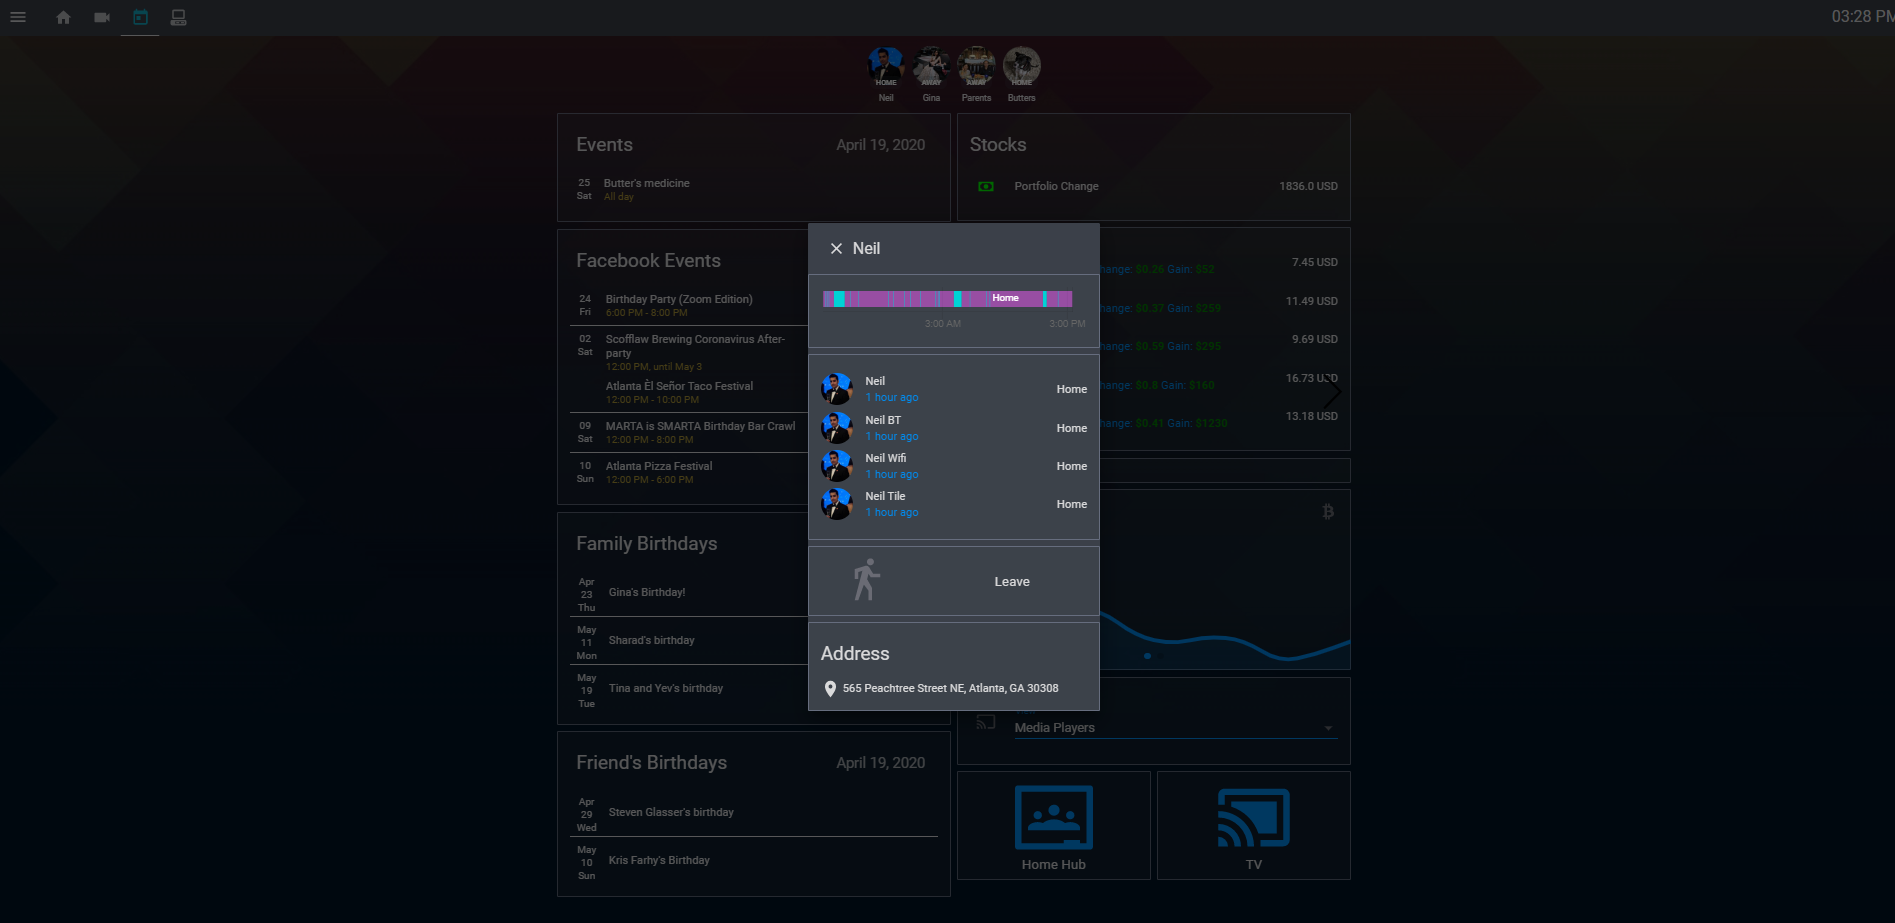 03:28 PM
HOME
AWAY
AWAY
HOME
Neil
Gina
Parents
Butters
Events
April 19, 2020
25
Sat
Butter's medicine
All day
Stocks
Portfolio Change
1836.0 USD
Facebook Events
24
Fri
Birthday Party (Zoom Edition)
6:00 PM - 8:00 PM
02
Sat
Scofflaw Brewing Coronavirus After-
party
12:00 PM, until May 3
Atlanta Èl Señor Taco Festival
12:00 PM - 10:00 PM
09
Sat
MARTA is SMARTA Birthday Bar Crawl
12:00 PM - 8:00 PM
10
Sun
Atlanta Pizza Festival
12:00 PM - 6:00 PM
Neil
Home
3:00 AM
3:00 PM
Neil
1 hour ago
Home
Neil BT
1 hour ago
Home
Neil Wifi
1 hour ago
Home
Neil Tile
1 hour ago
Home
Leave
Address
565 Peachtree Street NE, Atlanta, GA 30308
hange: $0.26 Gain: $52
7.45 USD
hange: $0.37 Gain: $259
11.49 USD
hange: $0.59 Gain: $295
9.69 USD
hange: $0.8 Gain: $160
16.73 USD
hange: $0.41 Gain: $1230
13.18 USD
Family Birthdays
Apr
23
Thu
Gina's Birthday!
May
11
Mon
Sharad's birthday
May
19
Tue
Tina and Yev's birthday
Friend's Birthdays
April 19, 2020
Apr
29
Wed
Steven Glasser's birthday
May
10
Sun
Kris Farhy's Birthday
Media Players
Home Hub
TV